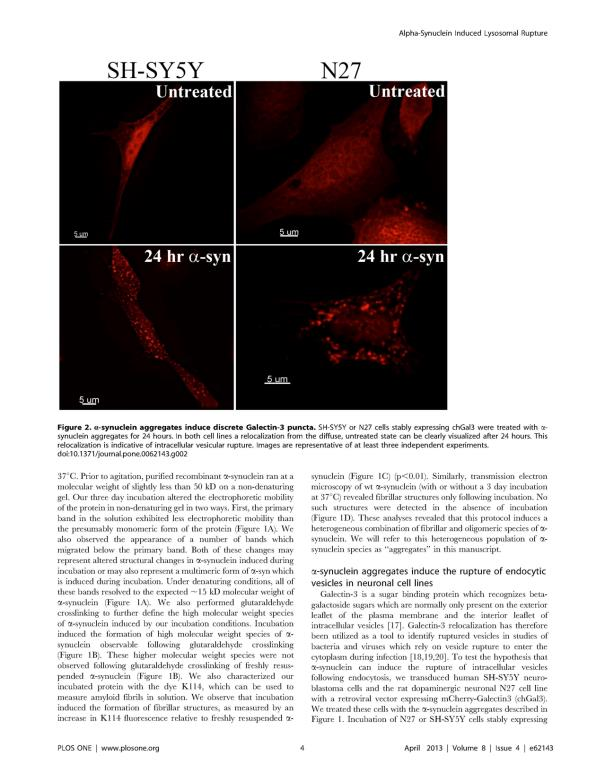 Alpha-Synuclein Induced Lysosomal Rupture
SH-SY5Y N27
Untreated Untreated
5 um 5 um
24 hr α-syn 24 hr α-syn
5 um 5 um
Figure 2. α-synuclein aggregates induce discrete Galectin-3 puncta. SH-SY5Y or N27 cells stably expressing chGal3 were treated with α-
synuclein aggregates for 24 hours. In both cell lines a relocalization from the diffuse, untreated state can be clearly visualized after 24 hours. This
relocalization is indicative of intracellular vesicular rupture. Images are representative of at least three independent experiments.
doi:10.1371/journal.pone.0062143.g002
37°C. Prior to agitation, purified recombinant α-synuclein ran at a
molecular weight of slightly less than 50 kD on a non-denaturing
gel. Our three day incubation altered the electrophoretic mobility
of the protein in non-denaturing gel in two ways. First, the primary
band in the solution exhibited less electrophoretic mobility than
the presumably monomeric form of the protein (Figure 1A). We
also observed the appearance of a number of bands which
migrated below the primary band. Both of these changes may
represent altered structural changes in α-synuclein induced during
incubation or may also represent a multimeric form of α-syn which
is induced during incubation. Under denaturing conditions, all of
these bands resolved to the expected ~15 kD molecular weight of
α-synuclein (Figure 1A). We also performed glutaraldehyde
crosslinking to further define the high molecular weight species
of α-synuclein induced by our incubation conditions. Incubation
induced the formation of high molecular weight species of α-
synuclein observable following glutaraldehyde crosslinking
(Figure 1B). These higher molecular weight species were not
observed following glutaraldehyde crosslinking of freshly resus-
pended α-synuclein (Figure 1B). We also characterized our
incubated protein with the dye K114, which can be used to
measure amyloid fibrils in solution. We observe that incubation
induced the formation of fibrillar structures, as measured by an
increase in K114 fluorescence relative to freshly resuspended α-
synuclein (Figure 1C) (p<0.01). Similarly, transmission electron
microscopy of wt α-synuclein (with or without a 3 day incubation
at 37°C) revealed fibrillar structures only following incubation. No
such structures were detected in the absence of incubation
(Figure 1D). These analyses revealed that this protocol induces a
heterogeneous combination of fibrillar and oligomeric species of α-
synuclein. We will refer to this heterogeneous population of α-
synuclein species as “aggregates” in this manuscript.
α-synuclein aggregates induce the rupture of endocytic
vesicles in neuronal cell lines
Galectin-3 is a sugar binding protein which recognizes beta-
galactoside sugars which are normally only present on the exterior
leaflet of the plasma membrane and the interior leaflet of
intracellular vesicles [17]. Galectin-3 relocalization has therefore
been utilized as a tool to identify ruptured vesicles in studies of
bacteria and viruses which rely on vesicle rupture to enter the
cytoplasm during infection [18,19,20]. To test the hypothesis that
α-synuclein can induce the rupture of intracellular vesicles
following endocytosis, we transduced human SH-SY5Y neuro-
blastoma cells and the rat dopaminergic neuronal N27 cell line
with a retroviral vector expressing mCherry-Galectin3 (chGal3).
We treated these cells with the α-synuclein aggregates described in
Figure 1. Incubation of N27 or SH-SY5Y cells stably expressing
PLOS ONE | www.plosone.org 4 April 2013 | Volume 8 | Issue 4 | e62143